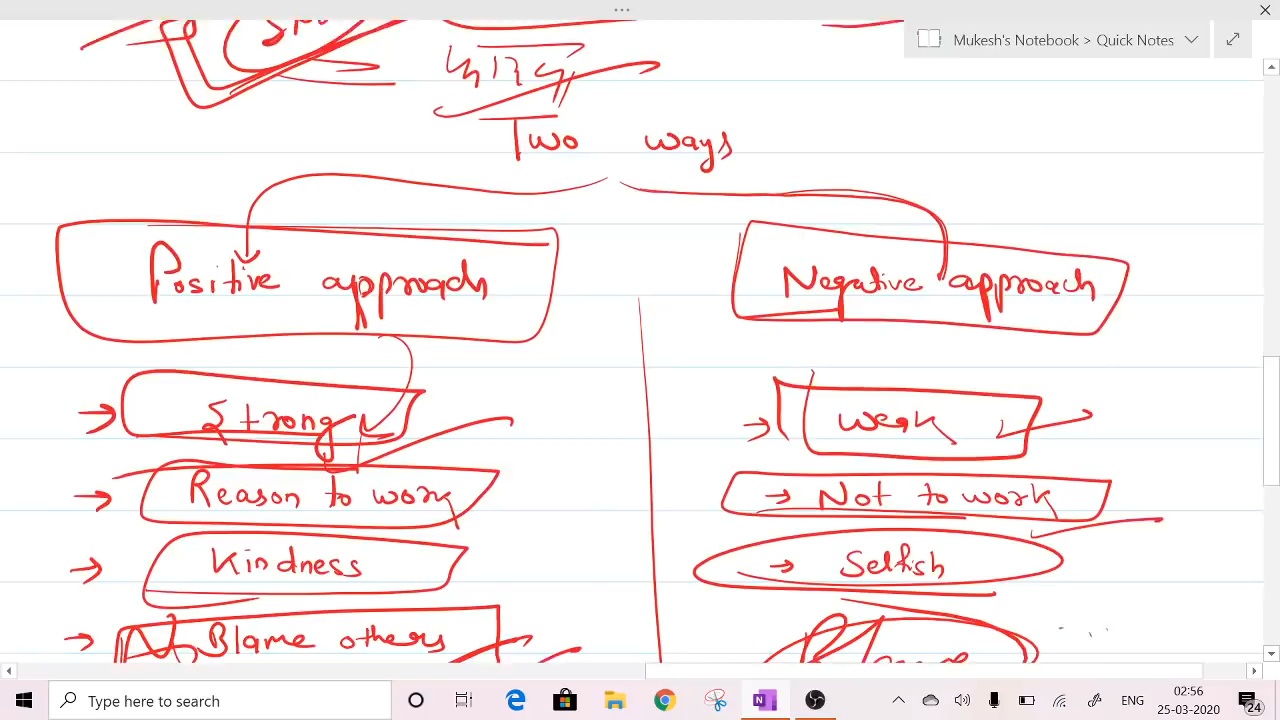 Mukesh's Notebook > Quick Notes
Two ways
Positive approach
Negative approach
Strong
Weak
Reason to work
Not to work
Kindness
Selfish
Blame others
Type here to search
ENG
02:56
25-03-2020
24